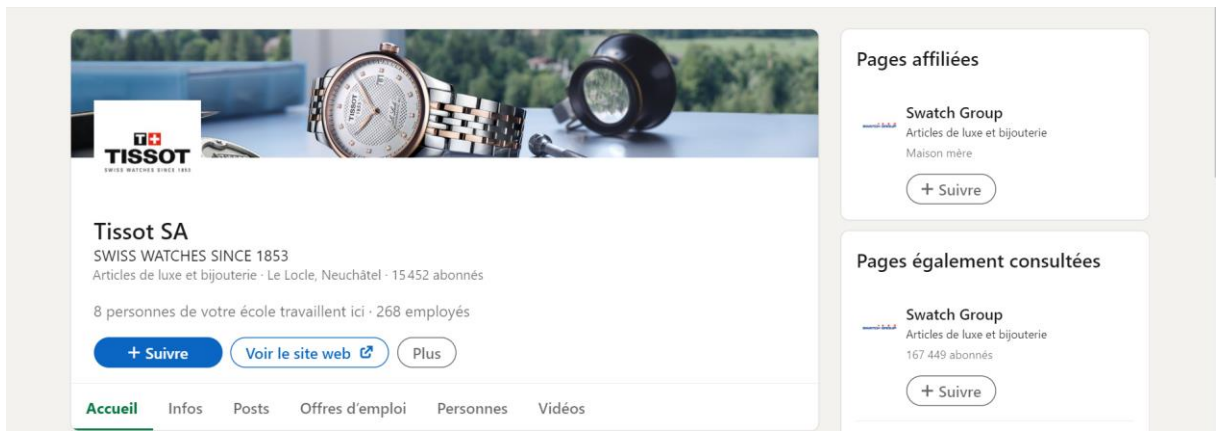 TISSOT
1853
TISSOT
SWISS WATCHES SINCE 1853
Tissot SA
SWISS WATCHES SINCE 1853
Articles de luxe et bijouterie · Le Locle, Neuchâtel · 15 452 abonnés
8 personnes de votre école travaillent ici · 268 employés
+ Suivre
Voir le site web
Plus
Accueil Infos Posts Offres d'emploi Personnes Vidéos
Pages affiliées
Swatch Group
Articles de luxe et bijouterie
Maison mère
+ Suivre
Pages également consultées
Swatch Group
Articles de luxe et bijouterie
167 449 abonnés
+ Suivre